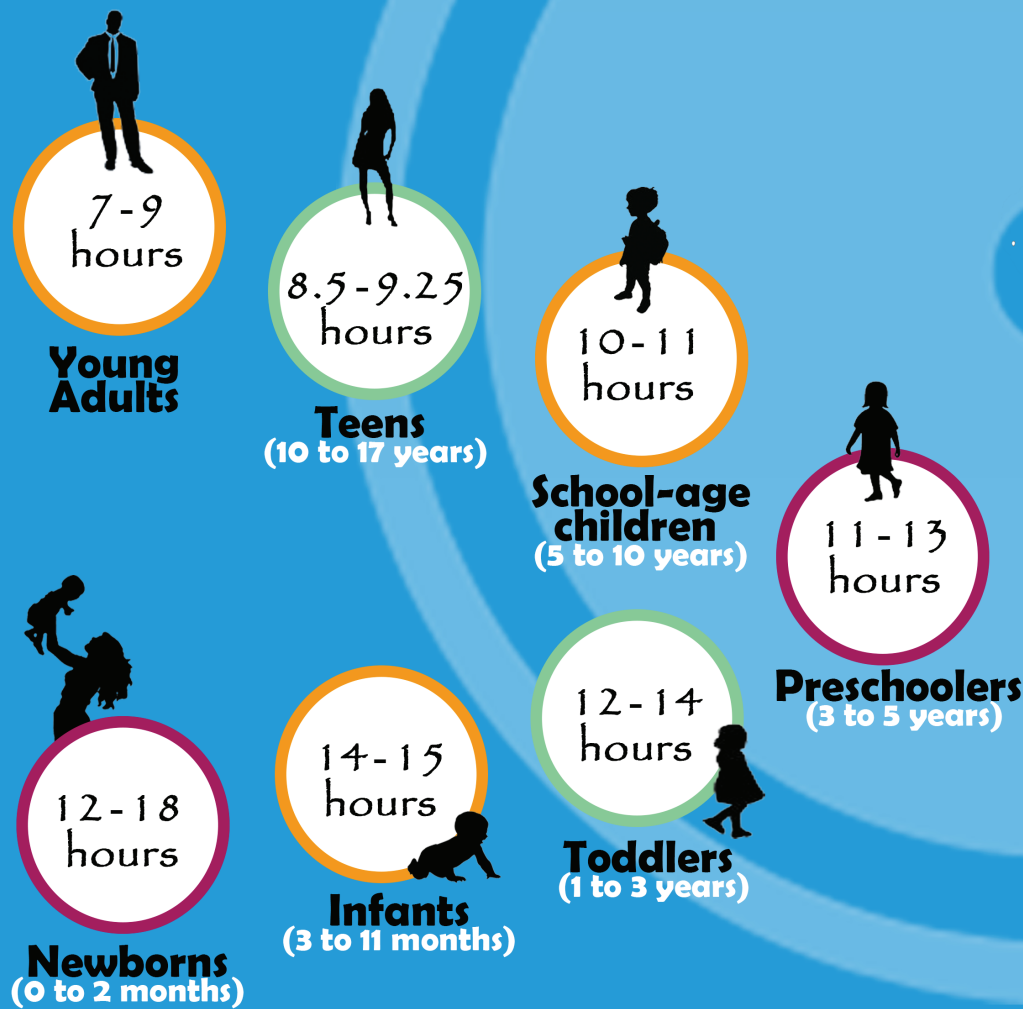 7-9
hours
Young
Adults
8.5-9.25
hours
Teens
(10 to 17 years)
10-11
hours
School-age
children
(5 to 10 years)
11-13
hours
Preschoolers
(3 to 5 years)
12-14
hours
Toddlers
(1 to 3 years)
14-15
hours
Infants
(3 to 11 months)
12-18
hours
Newborns
(0 to 2 months)